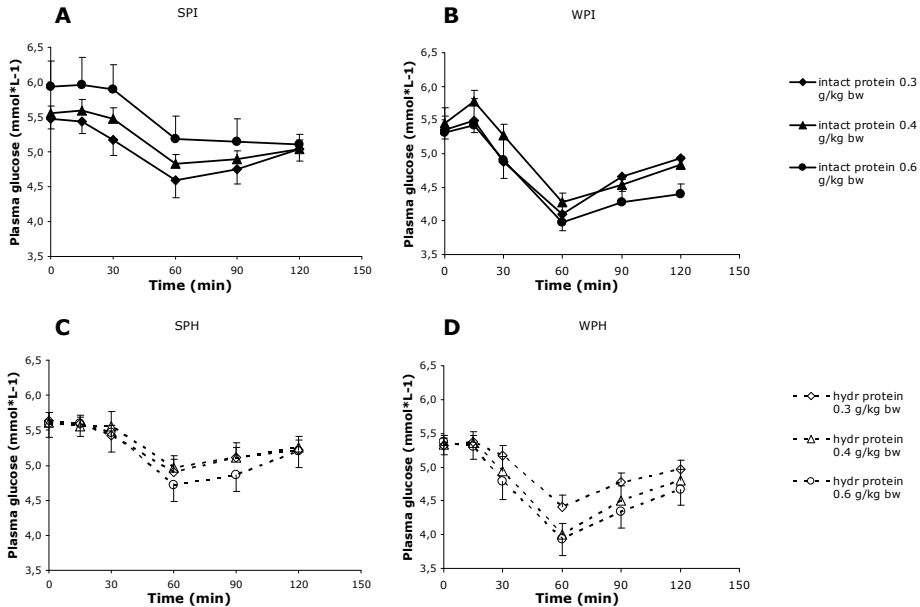 A
SPI
6,5
6,0
5,5
5,0
4,5
4,0
3,5
Plasma glucose (mmol*L-1)
0
30
60
90
120
150
Time (min)
B
WPI
6,5
6,0
5,5
5,0
4,5
4,0
3,5
Plasma glucose (mmol*L-1)
0
30
60
90
120
150
Time (min)
intact protein 0.3
g/kg bw
intact protein 0.4
g/kg bw
intact protein 0.6
g/kg bw
C
SPH
6,5
6,0
5,5
5,0
4,5
4,0
3,5
Plasma glucose (mmol*L-1)
0
30
60
90
120
150
Time (min)
D
WPH
6,5
6,0
5,5
5,0
4,5
4,0
3,5
Plasma glucose (mmol*L-1)
0
30
60
90
120
150
Time (min)
hydr protein
0.3 g/kg bw
hydr protein
0.4 g/kg bw
hydr protein
0.6 g/kg bw